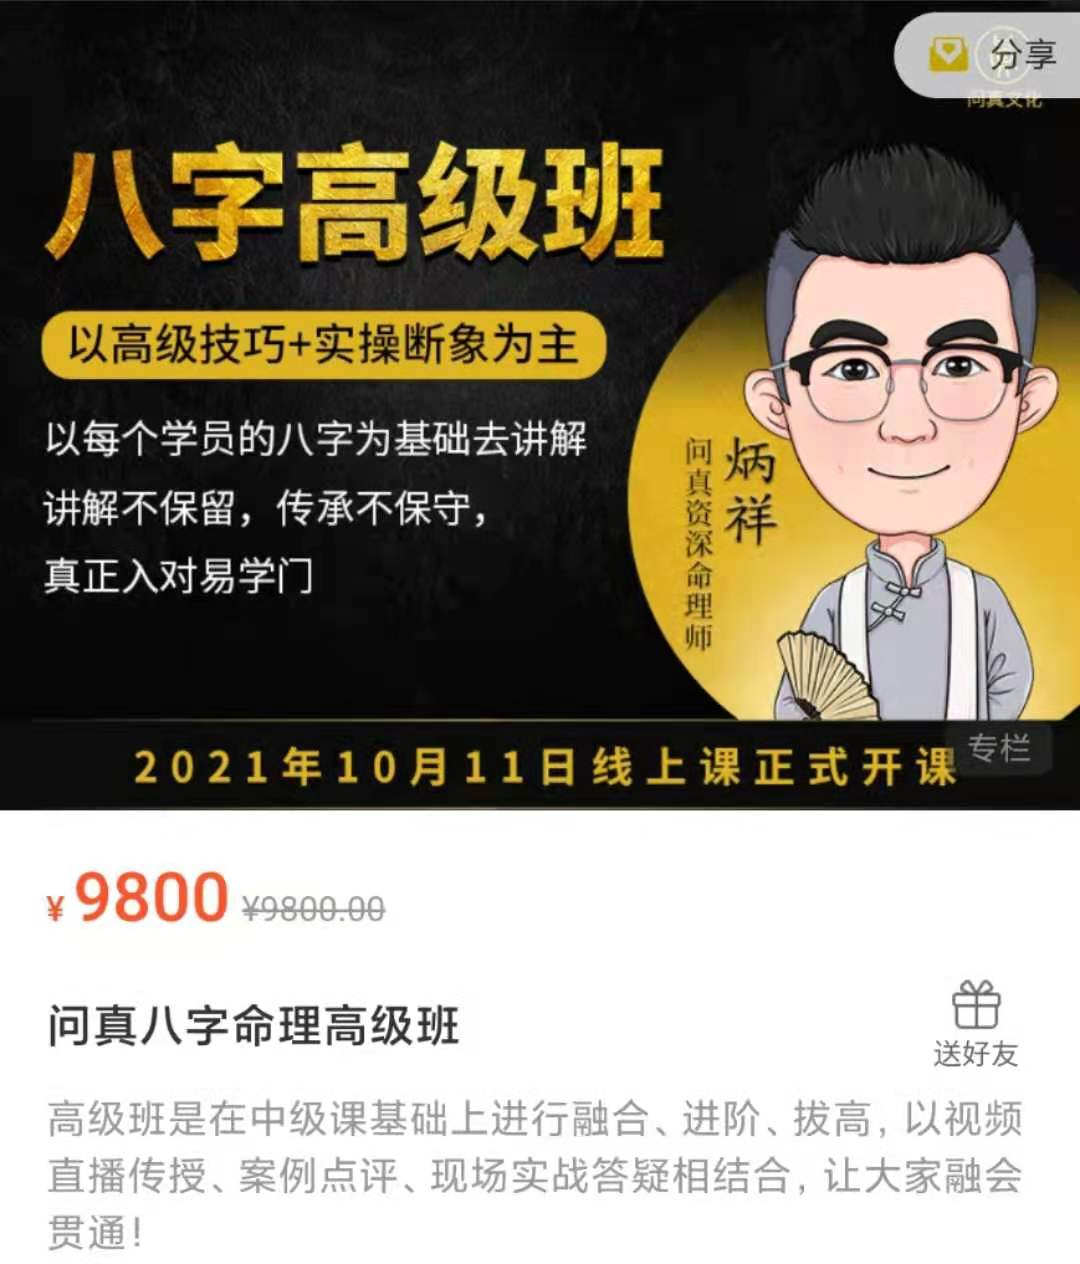 分享
问真文化
八字高级班
以高级技巧+实操断象为主
以每个学员的八字为基础去讲解
讲解不保留，传承不保守，
真正入对易学门
炳祥
问真资深命理师
2021年10月11日线上课正式开课
专栏
¥9800 ¥9800.00
问真八字命理高级班
送好友
高级班是在中级课基础上进行融合、进阶、拔高，以视频
直播传授、案例点评、现场实战答疑相结合，让大家融会
贯通！